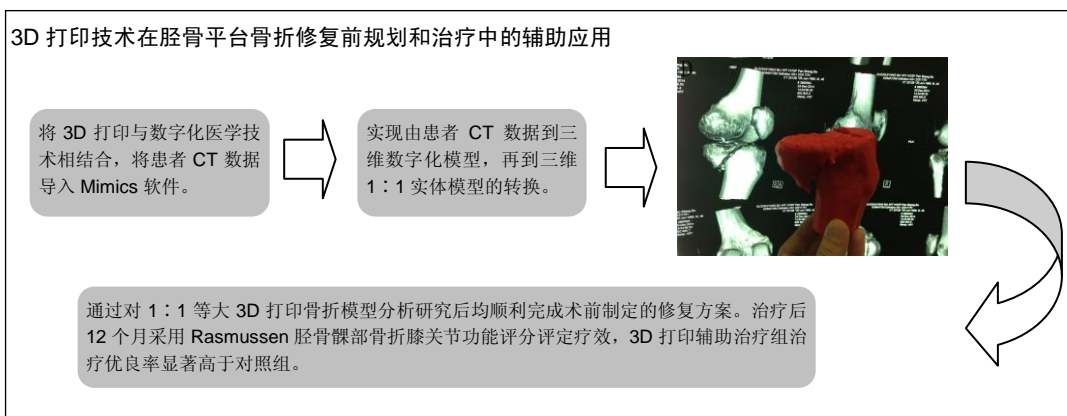 3D 打印技术在胫骨平台骨折修复前规划和治疗中的辅助应用
将 3D 打印与数字化医学技
术相结合，将患者 CT 数据
导入 Mimics 软件。
实现由患者 CT 数据到三
维数字化模型，再到三维
1∶1 实体模型的转换。
通过对 1∶1 等大 3D 打印骨折模型分析研究后均顺利完成术前制定的修复方案。治疗后
12 个月采用 Rasmussen 胫骨髁部骨折膝关节功能评分评定疗效，3D 打印辅助治疗组治
疗优良率显著高于对照组。